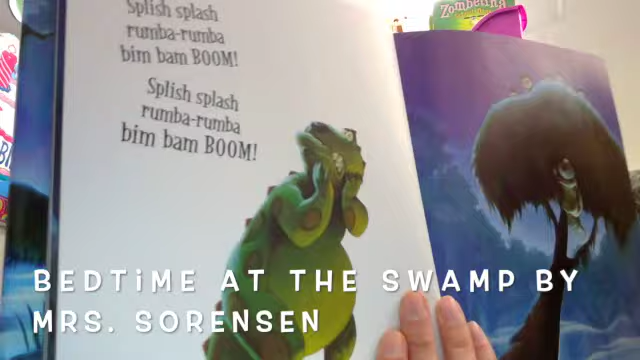 Zombelina
Splish splash
rumba-rumba
bim bam BOOM!
Splish splash
rumba-rumba
bim bam BOOM!
BEDTiME AT THE SWAMP BY
MRS. SORENSEN